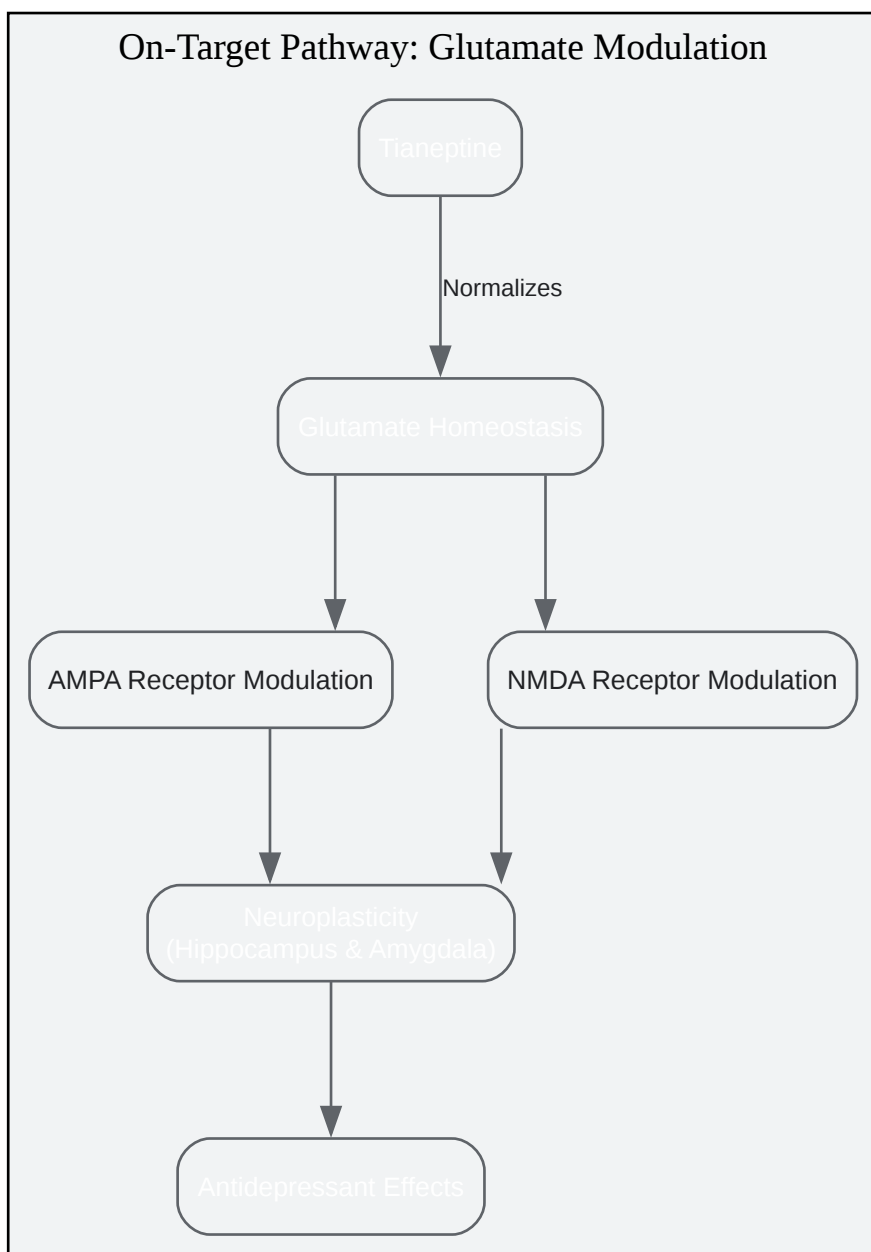 On-Target Pathway: Glutamate Modulation
Tianeptine
Normalizes
Glutamate Homeostasis
AMPA Receptor Modulation
NMDA Receptor Modulation
Neuroplasticity
(Hippocampus & Amygdala)
Antidepressant Effects